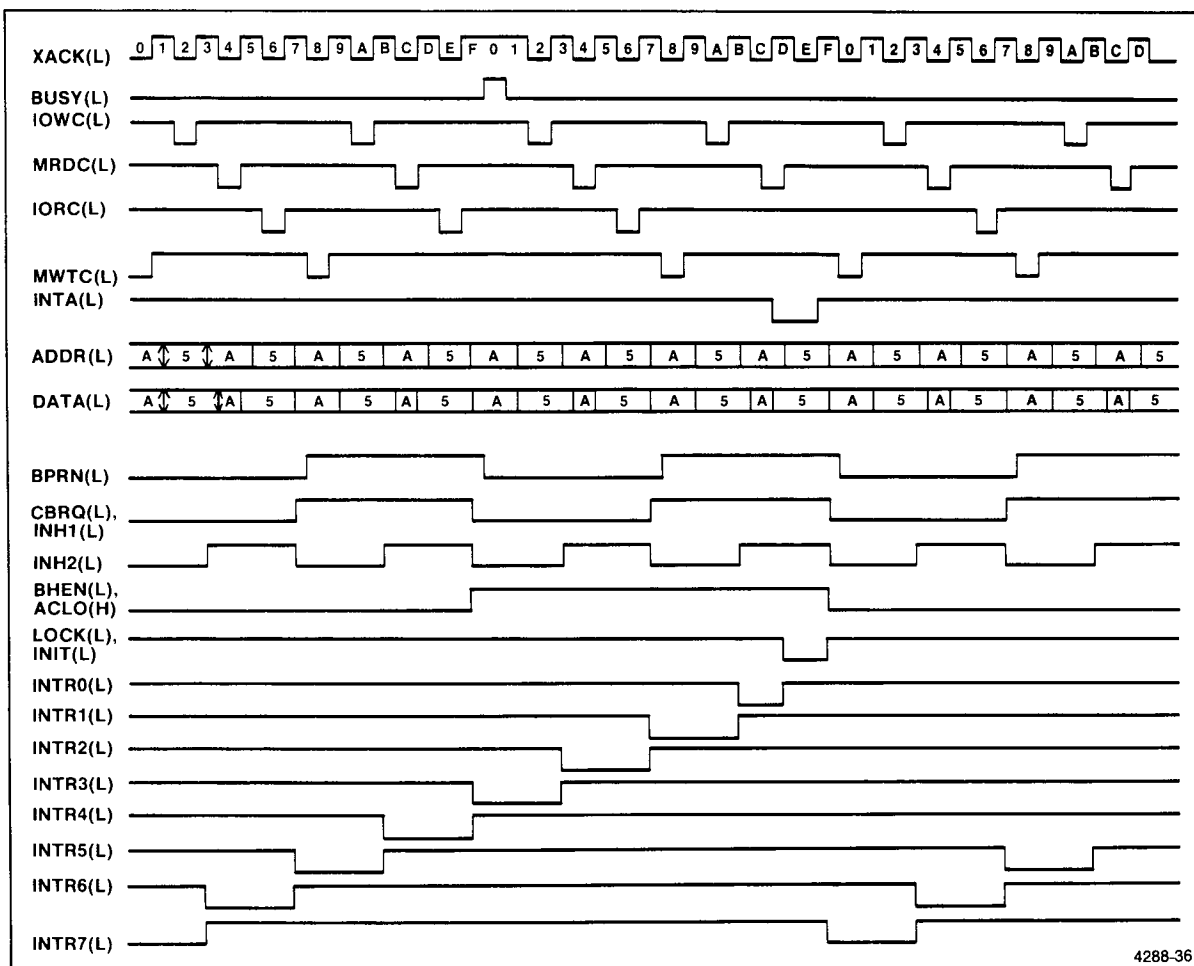 XACK(L) 0 1 2 3 4 5 6 7 8 9 A B C D E F 0 1 2 3 4 5 6 7 8 9 A B C D E F 0 1 2 3 4 5 6 7 8 9 A B C D
BUSY(L)
IOWC(L)
MRDC(L)
IORC(L)
MWTC(L)
INTA(L)
ADDR(L) A 5 A 5 A 5 A 5 A 5 A 5 A 5 A 5 A 5 A 5 A 5 A 5
DATA(L) A 5 A 5 A 5 A 5 A 5 A 5 A 5 A 5 A 5 A 5 A 5 A 5
BPRN(L)
CBRQ(L),
INH1(L)
INH2(L)
BHEN(L),
ACLO(H)
LOCK(L),
INIT(L)
INTR0(L)
INTR1(L)
INTR2(L)
INTR3(L)
INTR4(L)
INTR5(L)
INTR6(L)
INTR7(L)
4288-36